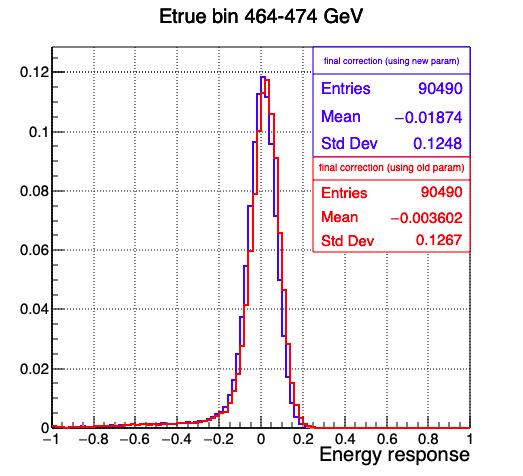 Etrue bin 464-474 GeV
final correction (using new param)
Entries 90490
Mean −0.01874
Std Dev 0.1248
final correction (using old param)
Entries 90490
Mean −0.003602
Std Dev 0.1267
0.12
0.1
0.08
0.06
0.04
0.02
0
−1 −0.8 −0.6 −0.4 −0.2 0 0.2 0.4 0.6 0.8 1
Energy response